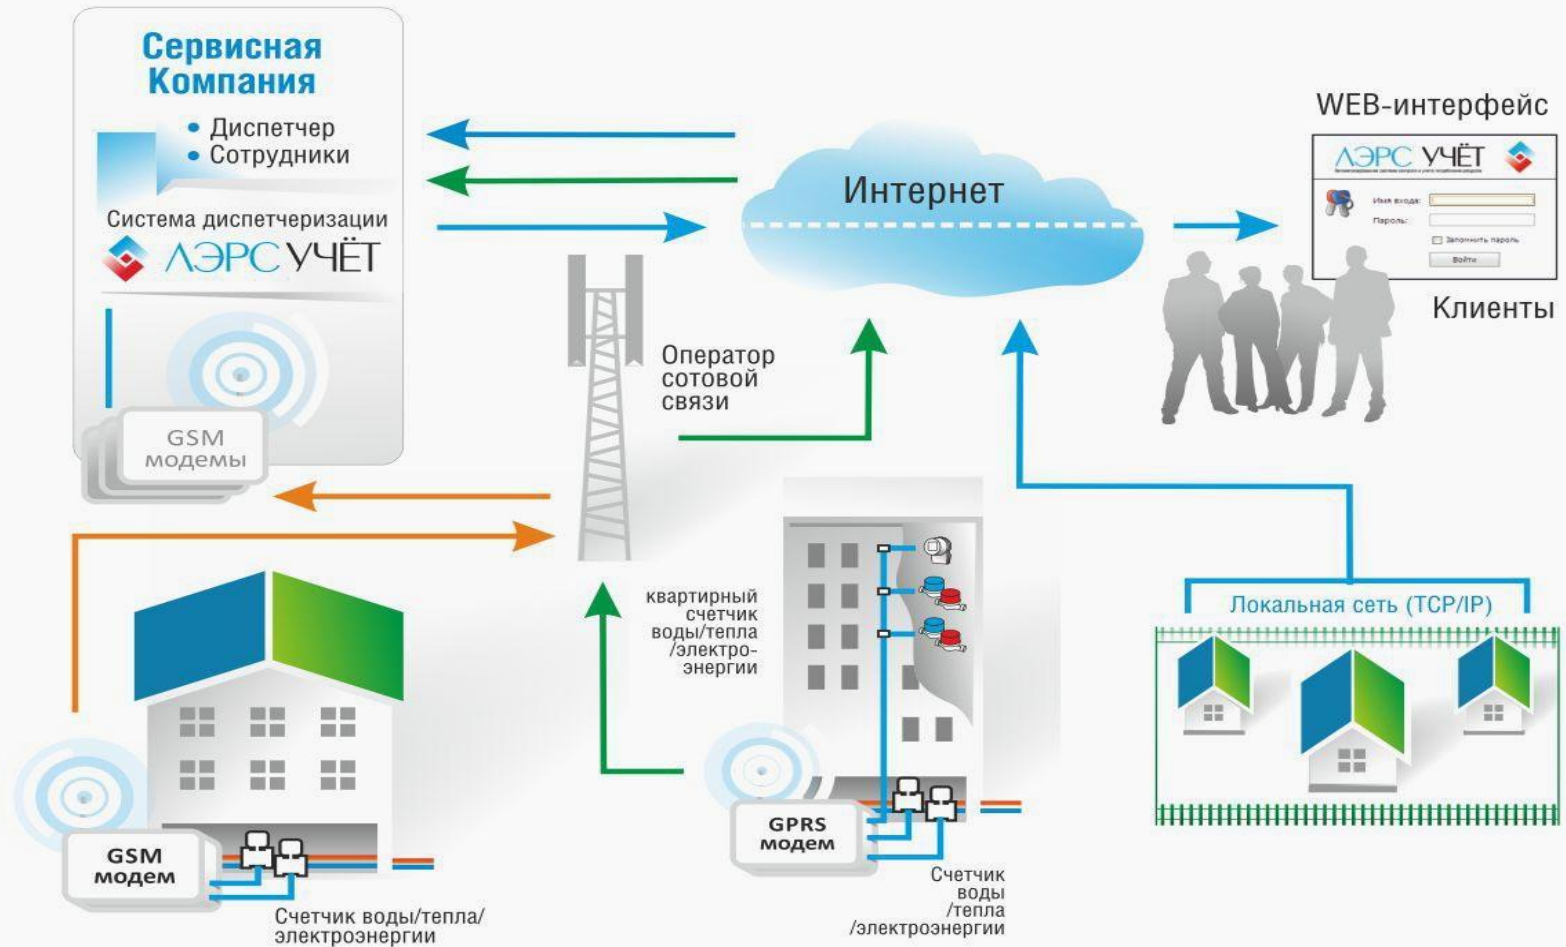 Сервисная
Компания
• Диспетчер
• Сотрудники
Система диспетчеризации
ЛЭРС УЧЁТ
GSM
модемы
Интернет
WEB-интерфейс
ЛЭРС УЧЁТ
Имя входа:
Пароль:
Запомнить пароль
Войти
Клиенты
Оператор
сотовой
связи
квартирный
счетчик
воды/тепла
/электро-
энергии
Локальная сеть (TCP/IP)
GSM
модем
Счетчик воды/тепла/
электроэнергии
GPRS
модем
Счетчик
воды
/тепла
/электроэнергии